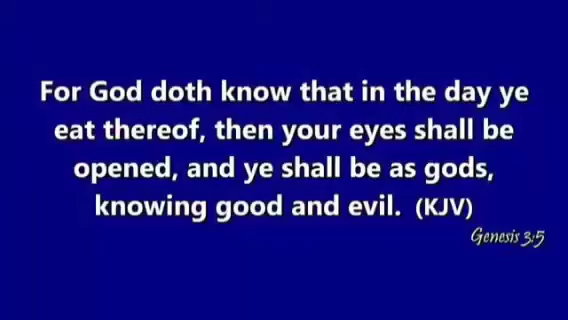 For God doth know that in the day ye
eat thereof, then your eyes shall be
opened, and ye shall be as gods,
knowing good and evil. (KJV)
Genesis 3:5